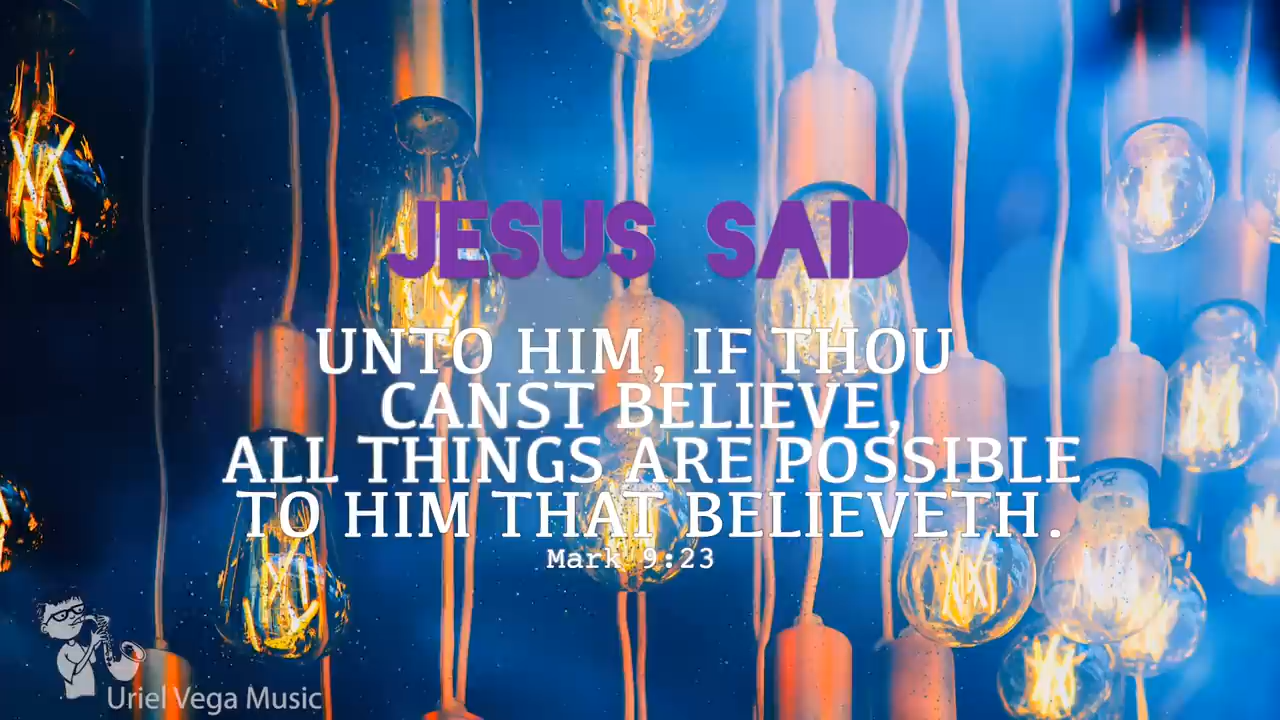 JESUS SAID
UNTO HIM, IF THOU
CANST BELIEVE,
ALL THINGS ARE POSSIBLE
TO HIM THAT BELIEVETH.
Mark 9:23
Uriel Vega Music